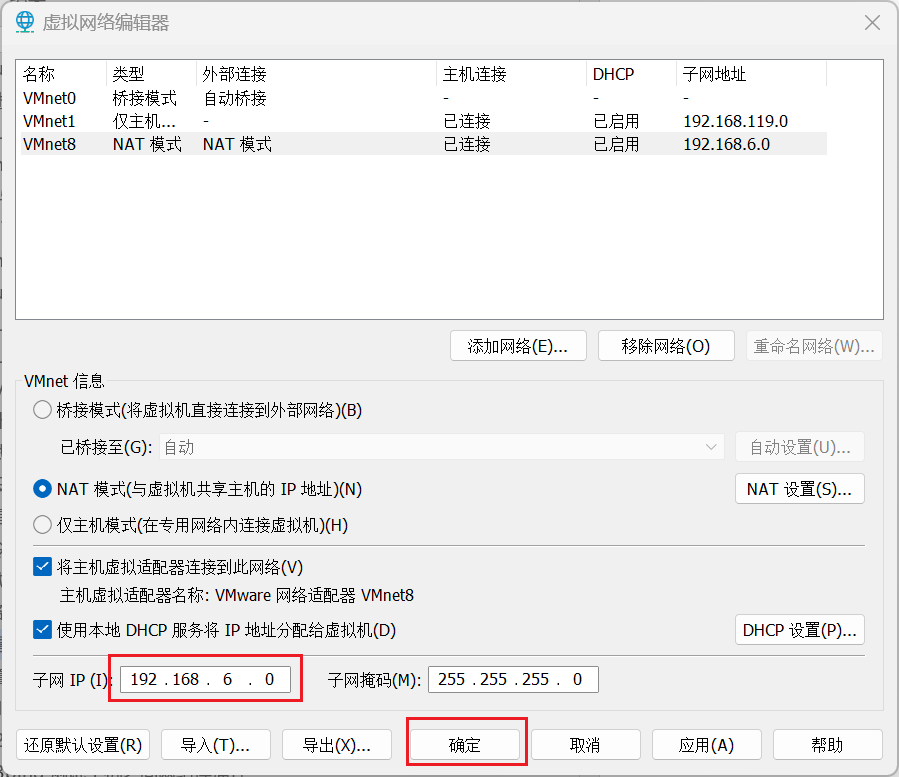 虚拟网络编辑器
名称 类型 外部连接 主机连接 DHCP 子网地址
VMnet0 桥接模式 自动桥接 - - -
VMnet1 仅主机... - 已连接 已启用 192.168.119.0
VMnet8 NAT 模式 NAT 模式 已连接 已启用 192.168.6.0
添加网络(E)... 移除网络(O) 重命名网络(W)...
VMnet 信息
桥接模式(将虚拟机直接连接到外部网络)(B)
已桥接至(G): 自动 自动设置(U)...
NAT 模式(与虚拟机共享主机的 IP 地址)(N) NAT 设置(S)...
仅主机模式(在专用网络内连接虚拟机)(H)
将主机虚拟适配器连接到此网络(V)
主机虚拟适配器名称: VMware 网络适配器 VMnet8
使用本地 DHCP 服务将 IP 地址分配给虚拟机(D) DHCP 设置(P)...
子网 IP (I): 192 . 168 . 6 . 0 子网掩码(M): 255 . 255 . 255 . 0
还原默认设置(R) 导入(T)... 导出(X)... 确定 取消 应用(A) 帮助